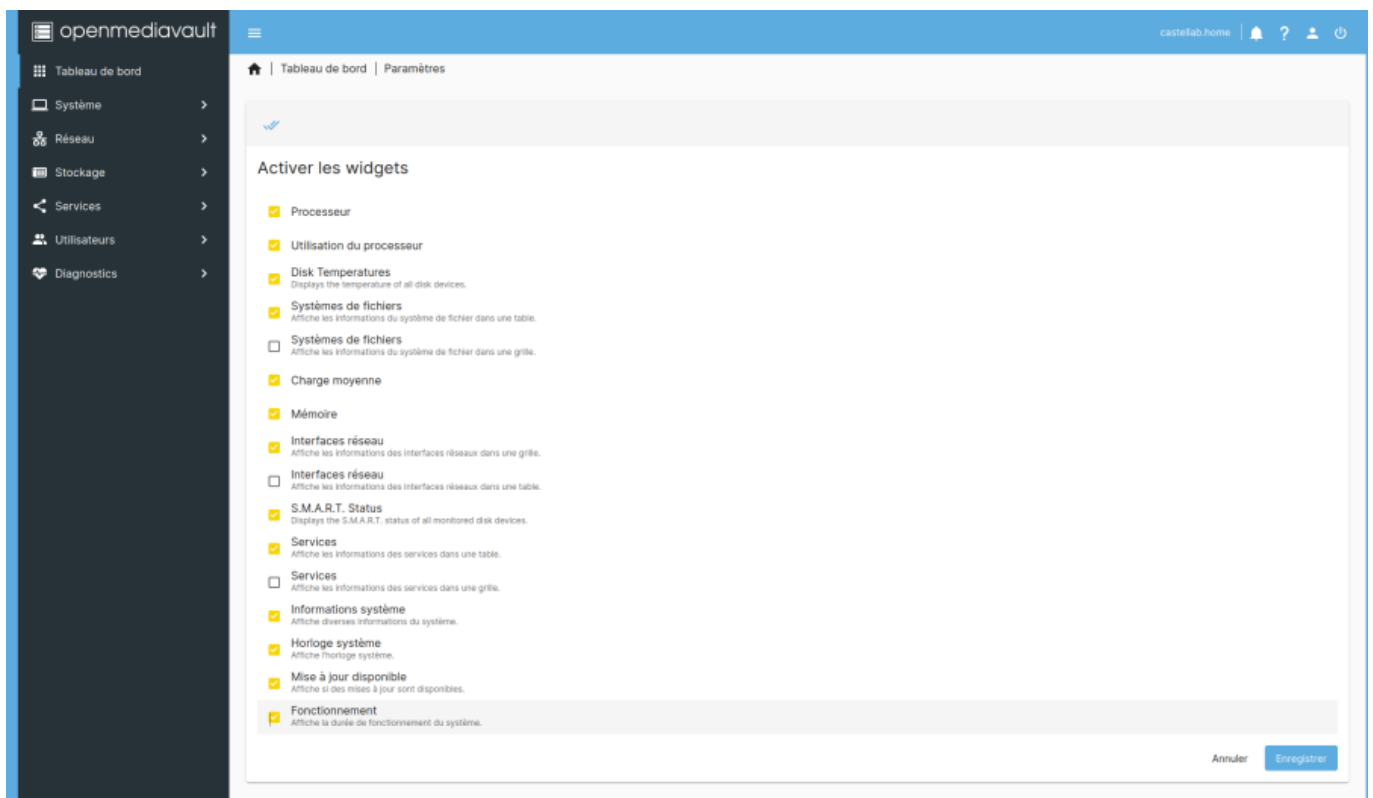 openmediavault
castellab.home
Tableau de bord
Système
Réseau
Stockage
Services
Utilisateurs
Diagnostics
| Tableau de bord | Paramètres
Activer les widgets
Processeur
Utilisation du processeur
Disk Temperatures
Displays the temperature of all disk devices.
Systèmes de fichiers
Affiche les informations du système de fichier dans une table.
Systèmes de fichiers
Affiche les informations du système de fichier dans une grille.
Charge moyenne
Mémoire
Interfaces réseau
Affiche les informations des interfaces réseaux dans une grille.
Interfaces réseau
Affiche les informations des interfaces réseaux dans une table.
S.M.A.R.T. Status
Displays the S.M.A.R.T. status of all monitored disk devices.
Services
Affiche les informations des services dans une table.
Services
Affiche les informations des services dans une grille.
Informations système
Affiche diverses informations du système.
Horloge système
Affiche l'horloge système.
Mise à jour disponible
Affiche si des mises à jour sont disponibles.
Fonctionnement
Affiche la durée de fonctionnement du système.
Annuler
Enregistrer